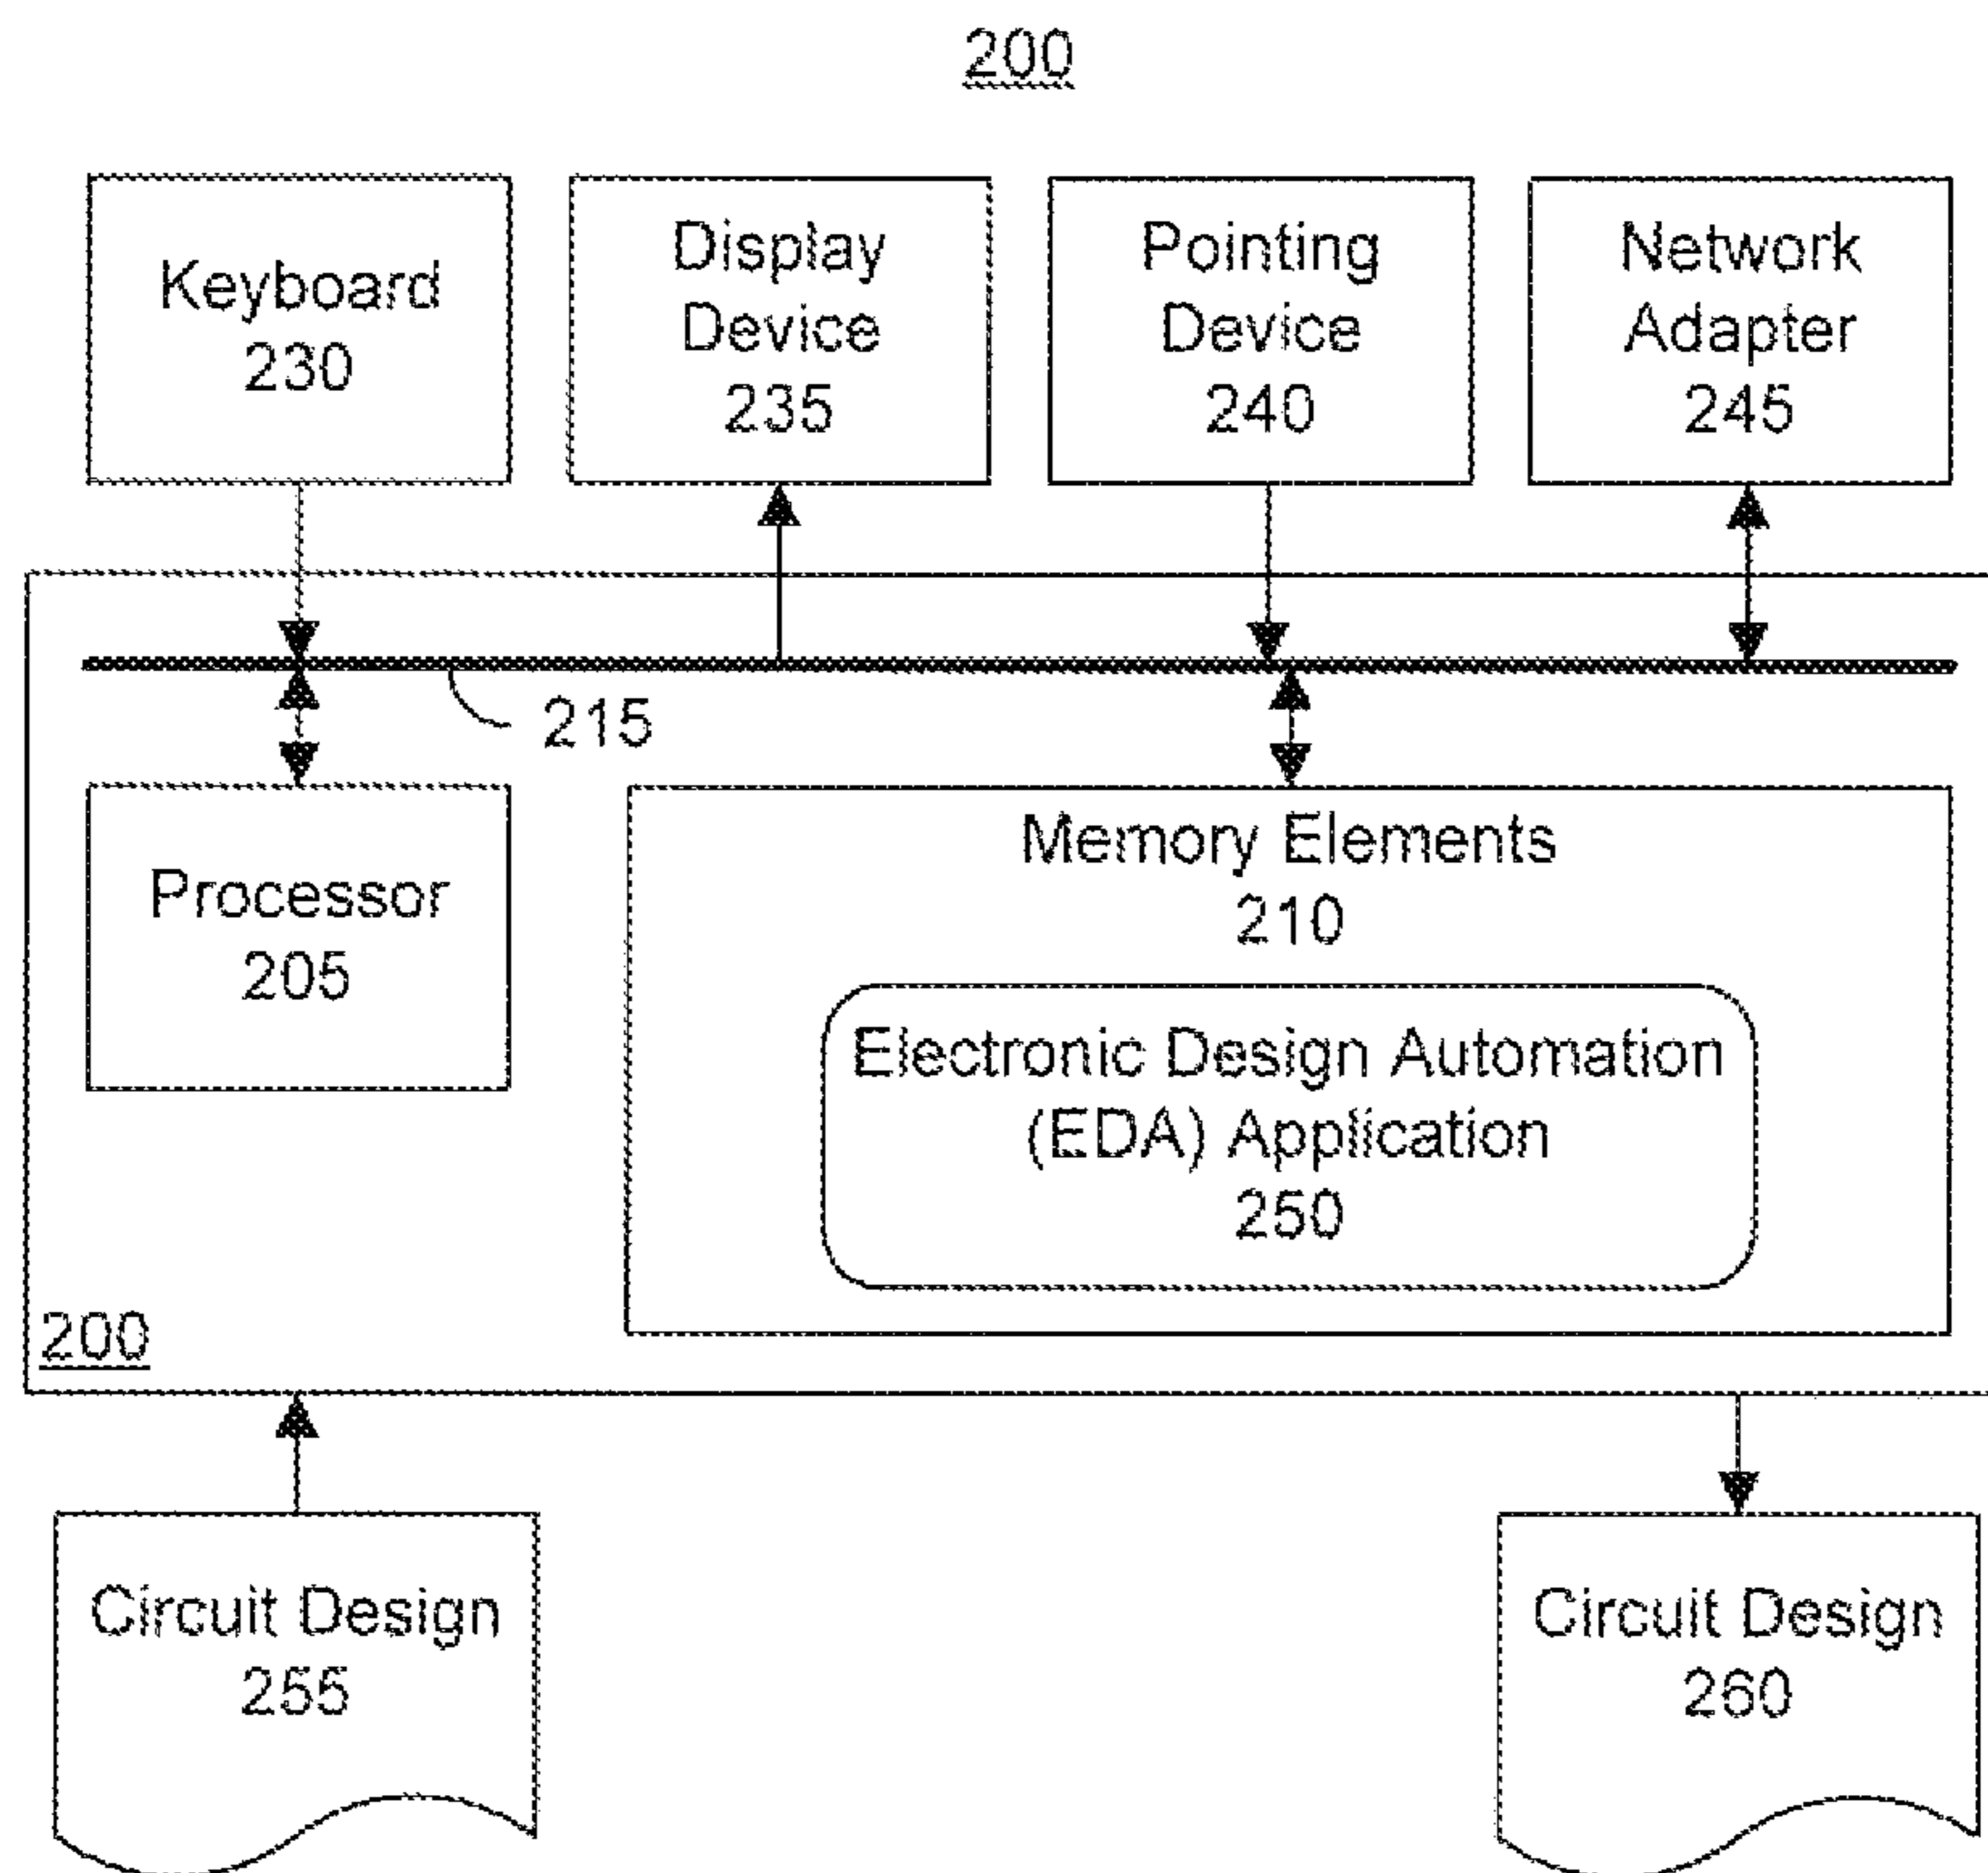 200
Keyboard
230
Display
Device
235
Pointing
Device
240
Network
Adapter
245
215
Processor
205
Memory Elements
210
Electronic Design Automation
(EDA) Application
250
200
Circuit Design
255
Circuit Design
260